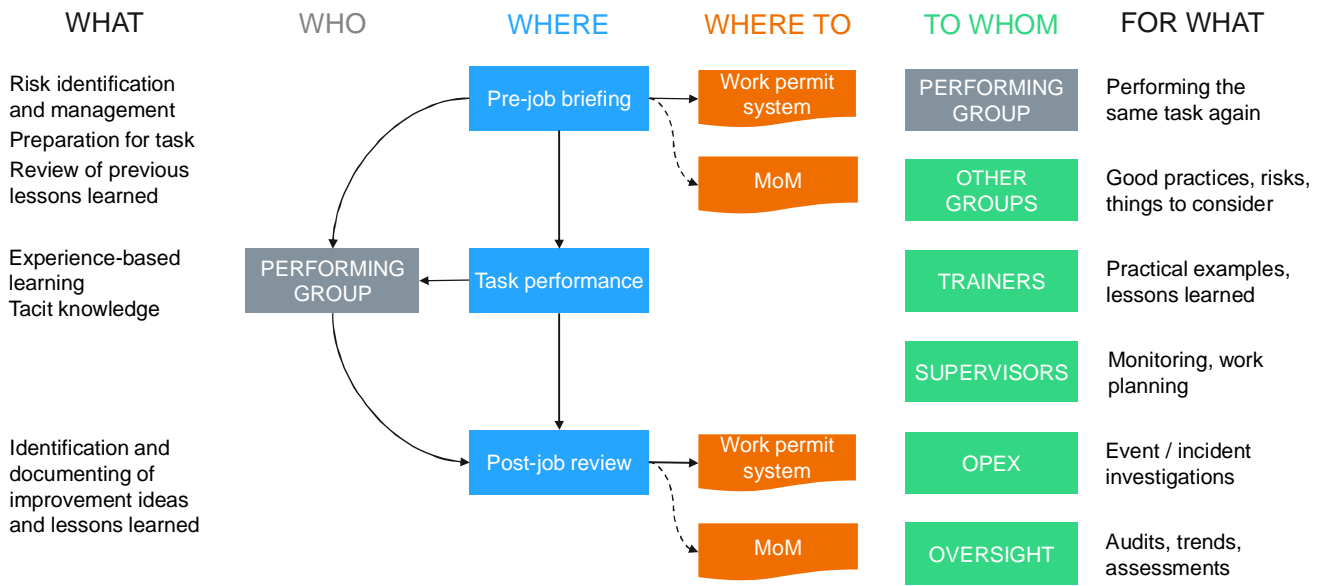 WHAT
WHO
WHERE
WHERE TO
TO WHOM
FOR WHAT
Risk identification
and management
Preparation for task
Review of previous
lessons learned
Pre-job briefing
Work permit
system
MoM
PERFORMING
GROUP
Performing the
same task again
OTHER
GROUPS
Good practices, risks,
things to consider
Experience-based
learning
Tacit knowledge
PERFORMING
GROUP
Task performance
TRAINERS
Practical examples,
lessons learned
SUPERVISORS
Monitoring, work
planning
Identification and
documenting of
improvement ideas
and lessons learned
Post-job review
Work permit
system
MoM
OPEX
Event / incident
investigations
OVERSIGHT
Audits, trends,
assessments